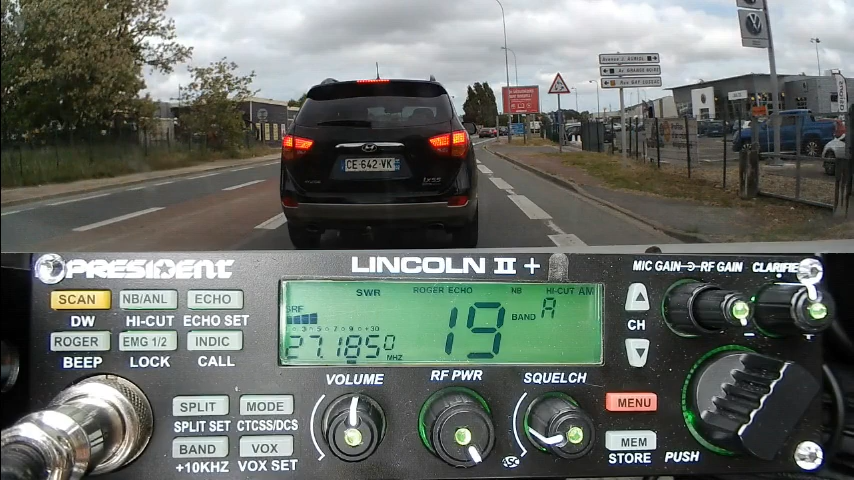 CE-642-VK
ix55
PRESIDENT
LINCOLN II +
MIC GAIN RF GAIN CLARIFIER
SCAN NB/ANL ECHO
DW HI-CUT ECHO SET
ROGER EMG 1/2 INDIC
BEEP LOCK CALL
SWR ROGER ECHO NB HI-CUT AM
SRF
19 BAND A
27.1850 MHZ
CH
VOLUME RF PWR SQUELCH
ASC
SPLIT MODE
SPLIT SET CTCSS/DCS
BAND VOX
+10KHZ VOX SET
MENU
MEM
STORE PUSH